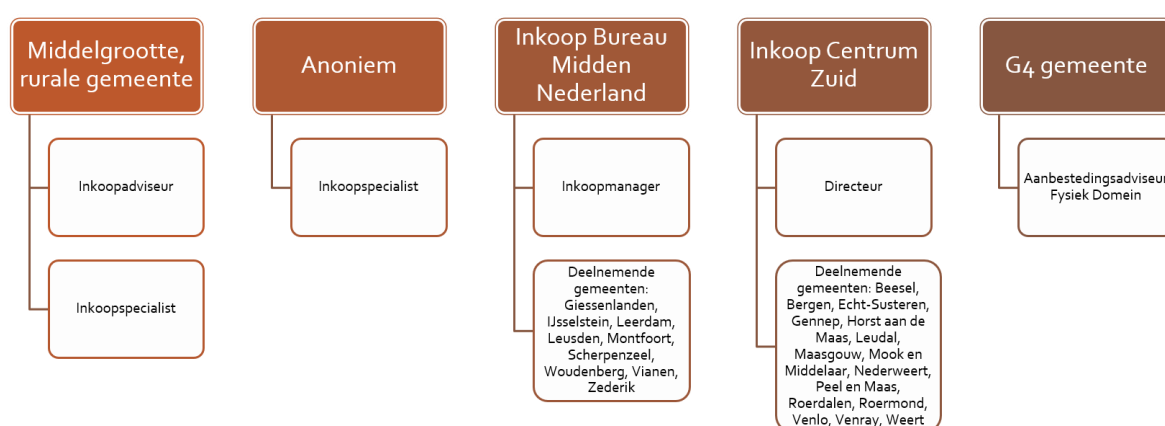 Middelgrootte,
rurale gemeente
Inkoopadviseur
Inkoopspecialist
Anoniem
Inkoopspecialist
Inkoop Bureau
Midden
Nederland
Inkoopmanager
Deelnemende
gemeenten:
Giessenlanden,
IJsselstein, Leerdam,
Leusden, Montfoort,
Scherpenzeel,
Woudenberg, Vianen,
Zederik
Inkoop Centrum
Zuid
Directeur
Deelnemende
gemeenten: Beesel,
Bergen, Echt-Susteren,
Gennep, Horst aan de
Maas, Leudal,
Maasgouw, Mook en
Middelaar, Nederweert,
Peel en Maas,
Roerdalen, Roermond,
Venlo, Venray, Weert
G4 gemeente
Aanbestedingsadviseur
Fysiek Domein